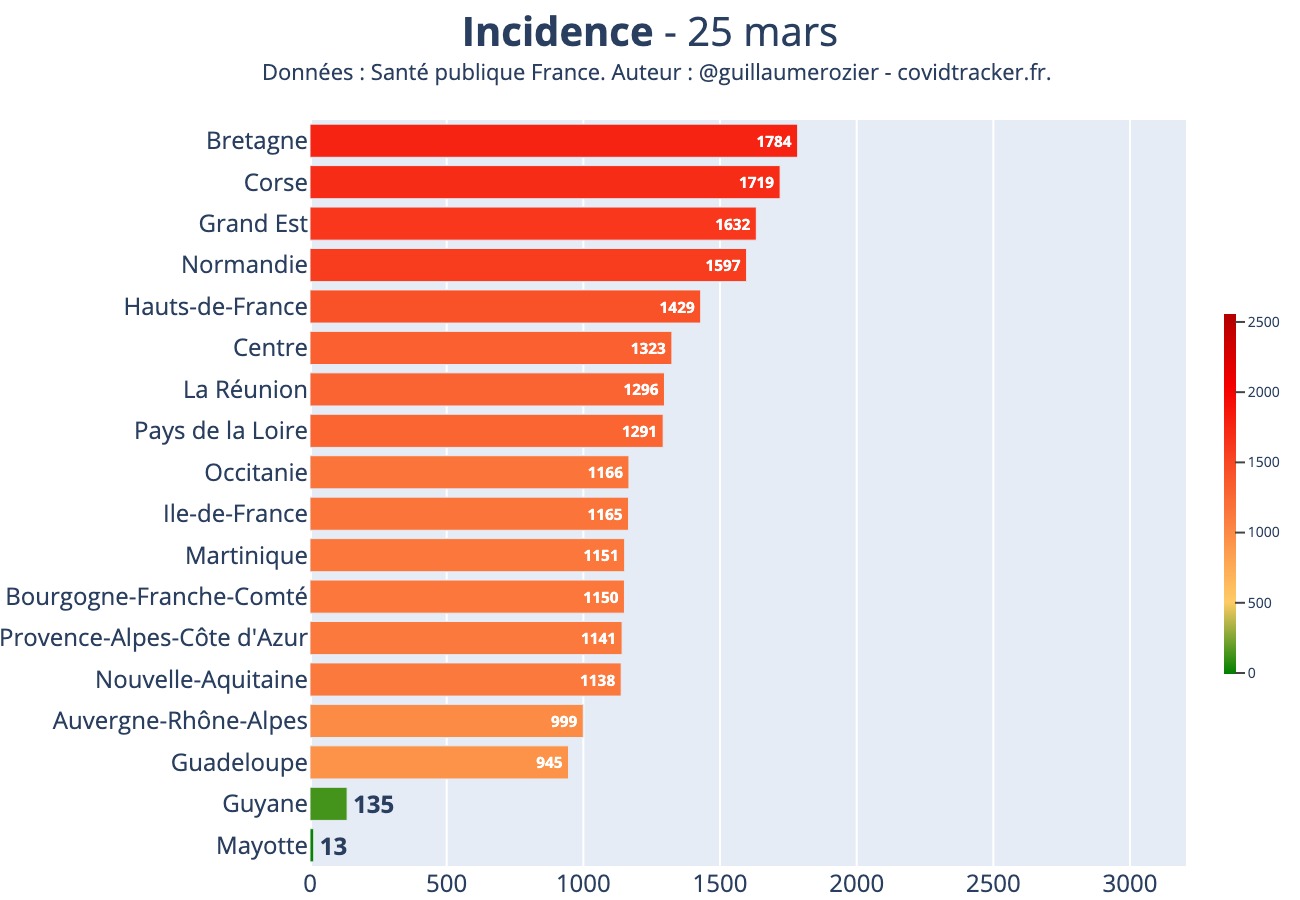 Incidence - 25 mars
Données : Santé publique France. Auteur : @guillaumerozier - covidtracker.fr.
Bretagne 1784
Corse 1719
Grand Est 1632
Normandie 1597
Hauts-de-France 1429
Centre 1323
La Réunion 1296
Pays de la Loire 1291
Occitanie 1166
Ile-de-France 1165
Martinique 1151
Bourgogne-Franche-Comté 1150
Provence-Alpes-Côte d'Azur 1141
Nouvelle-Aquitaine 1138
Auvergne-Rhône-Alpes 999
Guadeloupe 945
Guyane 135
Mayotte 13
0 500 1000 1500 2000 2500 3000
2500
2000
1500
1000
500
0